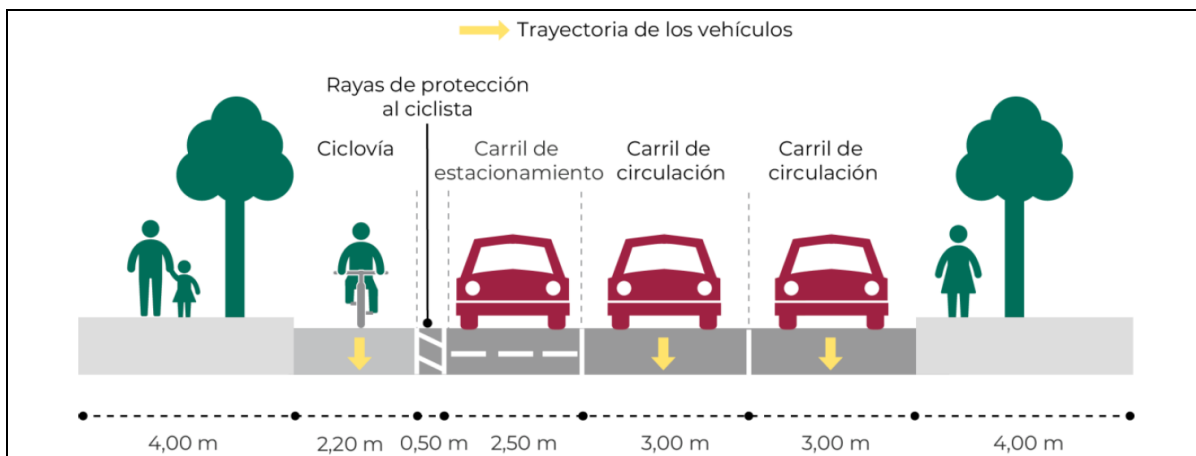 Trayectoria de los vehículos
Rayas de protección
al ciclista
Ciclovía
Carril de
estacionamiento
Carril de
circulación
Carril de
circulación
4,00 m
2,20 m
0,50 m
2,50 m
3,00 m
3,00 m
4,00 m